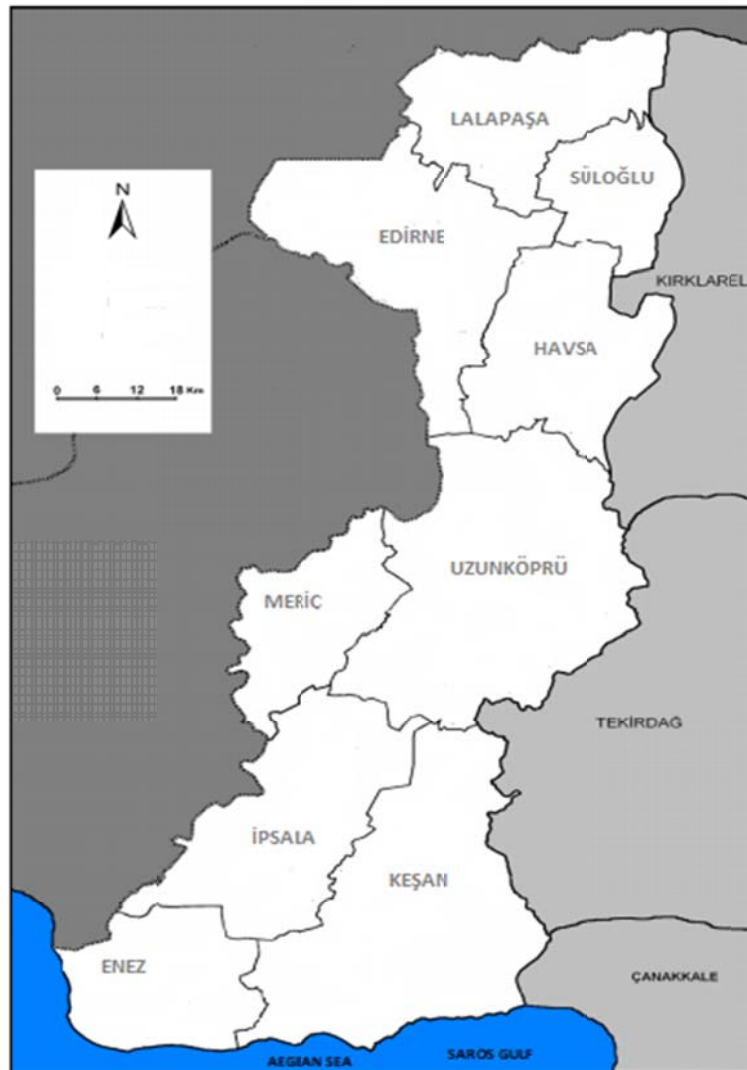 LALAPAŞA
SÜLOĞLU
N
EDİRNE
KIRKLAREL
HAVSA
0 6 12 18 Km
UZUNKÖPRÜ
MERİÇ
TEKİRDAĞ
İPSALA
KEŞAN
ENEZ
ÇANAKKALE
AEGIAN SEA
SAROS GULF